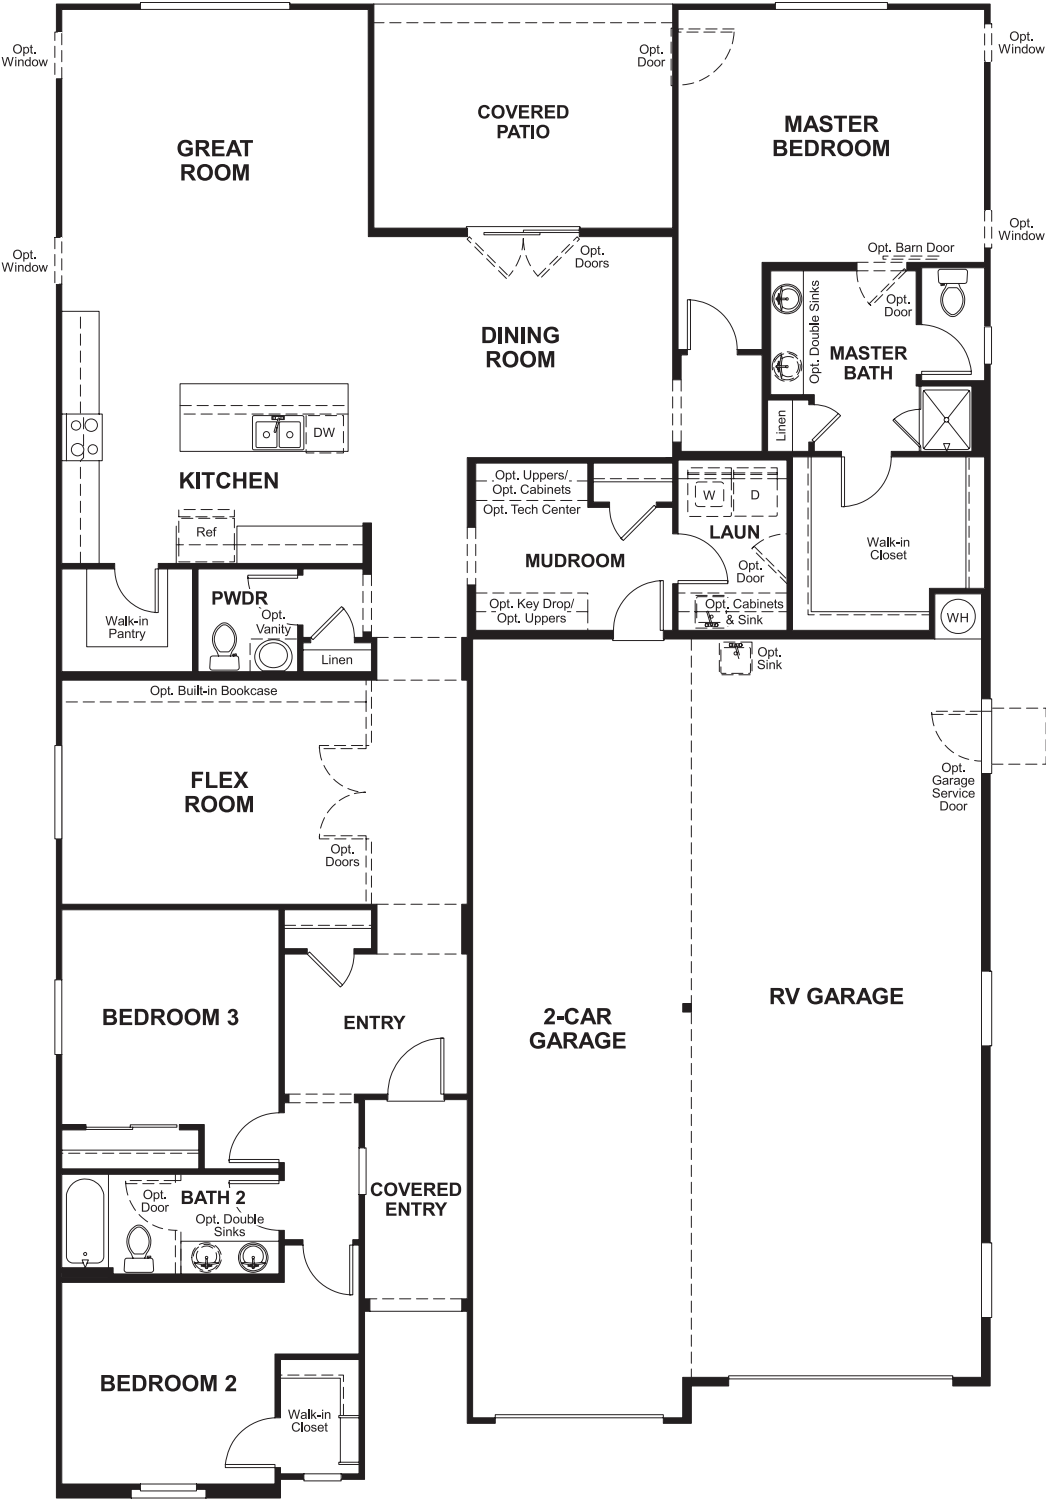 Opt.
Window
GREAT
ROOM
COVERED
PATIO
Opt.
Door
MASTER
BEDROOM
Opt.
Window
Opt.
Window
Opt.
Doors
Opt. Barn Door
Opt.
Window
Opt. Double Sinks
Opt.
Door
DINING
ROOM
MASTER
BATH
Linen
DW
KITCHEN
Ref
Opt. Uppers/
Opt. Cabinets
Opt. Tech Center
W
D
LAUN
MUDROOM
Opt.
Door
Walk-in
Closet
PWDR
Opt.
Vanity
Walk-in
Pantry
Linen
Opt. Key Drop/
Opt. Uppers
Opt. Cabinets
& Sink
WH
Opt.
Sink
Opt. Built-in Bookcase
FLEX
ROOM
Opt.
Doors
Opt.
Garage
Service
Door
BEDROOM 3
ENTRY
2-CAR
GARAGE
RV GARAGE
Opt.
Door
BATH 2
Opt. Double
Sinks
COVERED
ENTRY
BEDROOM 2
Walk-in
Closet